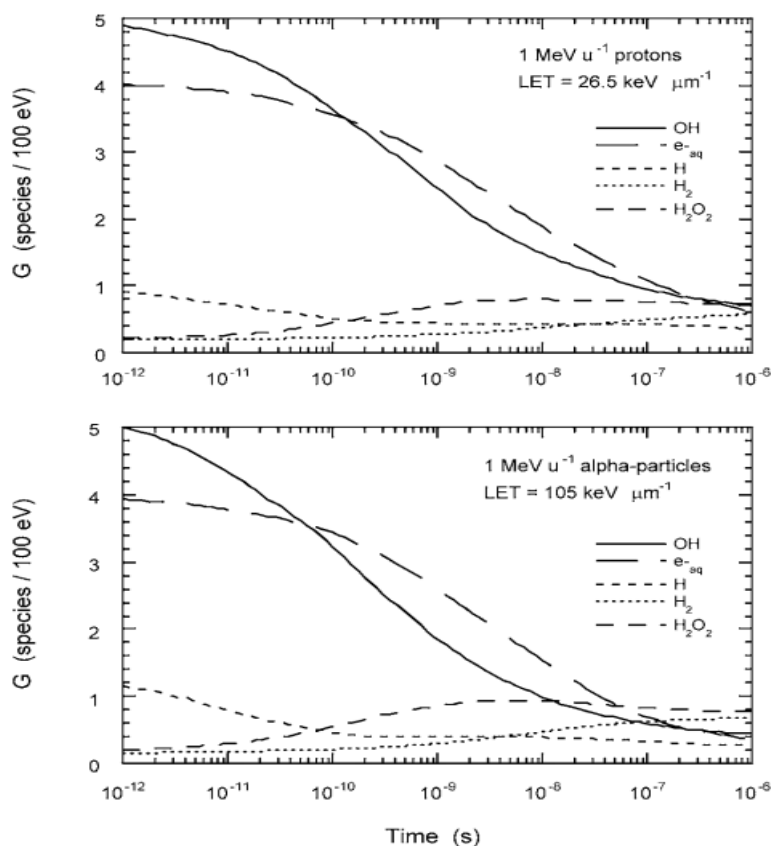 5
4
3
2
1
0
G (species / 100 eV)
1 MeV u⁻¹ protons
LET = 26.5 keV μm⁻¹
OH
e-aq
H
H₂
H₂O₂
10⁻¹² 10⁻¹¹ 10⁻¹⁰ 10⁻⁹ 10⁻⁸ 10⁻⁷ 10⁻⁶
5
4
3
2
1
0
G (species / 100 eV)
1 MeV u⁻¹ alpha-particles
LET = 105 keV μm⁻¹
OH
e-aq
H
H₂
H₂O₂
10⁻¹² 10⁻¹¹ 10⁻¹⁰ 10⁻⁹ 10⁻⁸ 10⁻⁷ 10⁻⁶
Time (s)